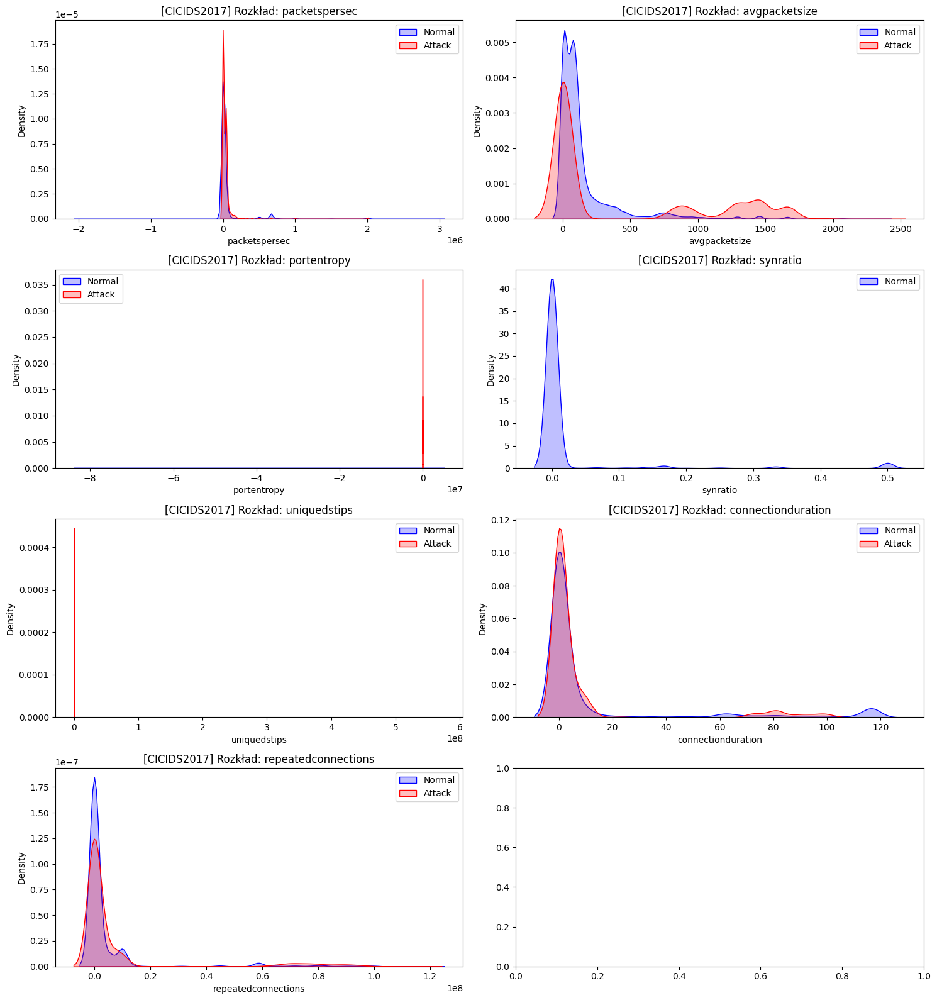 [CICIDS2017] Rozkład: packetspersec
1e−5
Normal
Attack
1.75
1.50
1.25
1.00
0.75
0.50
0.25
0.00
Density
−2
−1
0
1
2
3
1e6
packetspersec
[CICIDS2017] Rozkład: avgpacketsize
Normal
Attack
0.005
0.004
0.003
0.002
0.001
0.000
Density
0
500
1000
1500
2000
2500
avgpacketsize
[CICIDS2017] Rozkład: portentropy
Normal
Attack
0.035
0.030
0.025
0.020
0.015
0.010
0.005
0.000
Density
−8
−6
−4
−2
0
1e7
portentropy
[CICIDS2017] Rozkład: synratio
Normal
40
35
30
25
20
15
10
5
0
Density
0.0
0.1
0.2
0.3
0.4
0.5
synratio
[CICIDS2017] Rozkład: uniquedstips
Normal
Attack
0.0004
0.0003
0.0002
0.0001
0.0000
Density
0
1
2
3
4
5
6
1e8
uniquedstips
[CICIDS2017] Rozkład: connectionduration
Normal
Attack
0.12
0.10
0.08
0.06
0.04
0.02
0.00
Density
0
20
40
60
80
100
120
connectionduration
[CICIDS2017] Rozkład: repeatedconnections
1e−7
Normal
Attack
1.75
1.50
1.25
1.00
0.75
0.50
0.25
0.00
Density
0.0
0.2
0.4
0.6
0.8
1.0
1.2
1e8
repeatedconnections
1.0
0.8
0.6
0.4
0.2
0.0
0.0
0.2
0.4
0.6
0.8
1.0